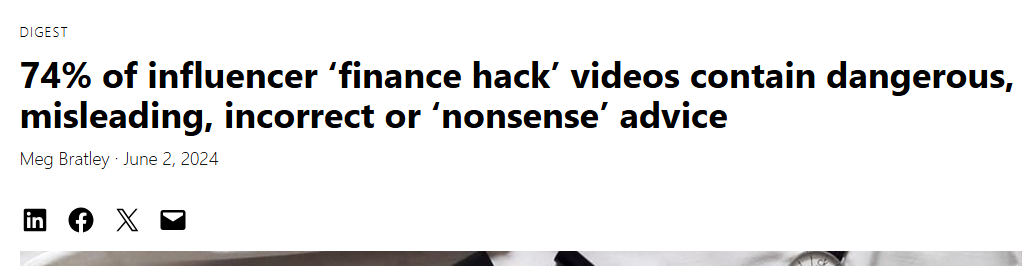 DIGEST
74% of influencer ‘finance hack’ videos contain dangerous,
misleading, incorrect or ‘nonsense’ advice
Meg Bratley · June 2, 2024